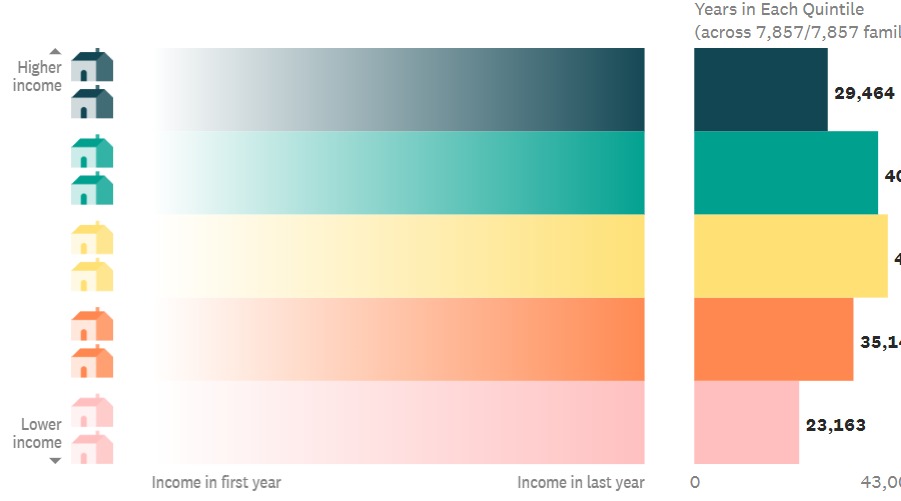 Years in Each Quintile
(across 7,857/7,857 famil
Higher
income
29,464
40
4
35,14
Lower
income
23,163
Income in first year
Income in last year
0
43,00